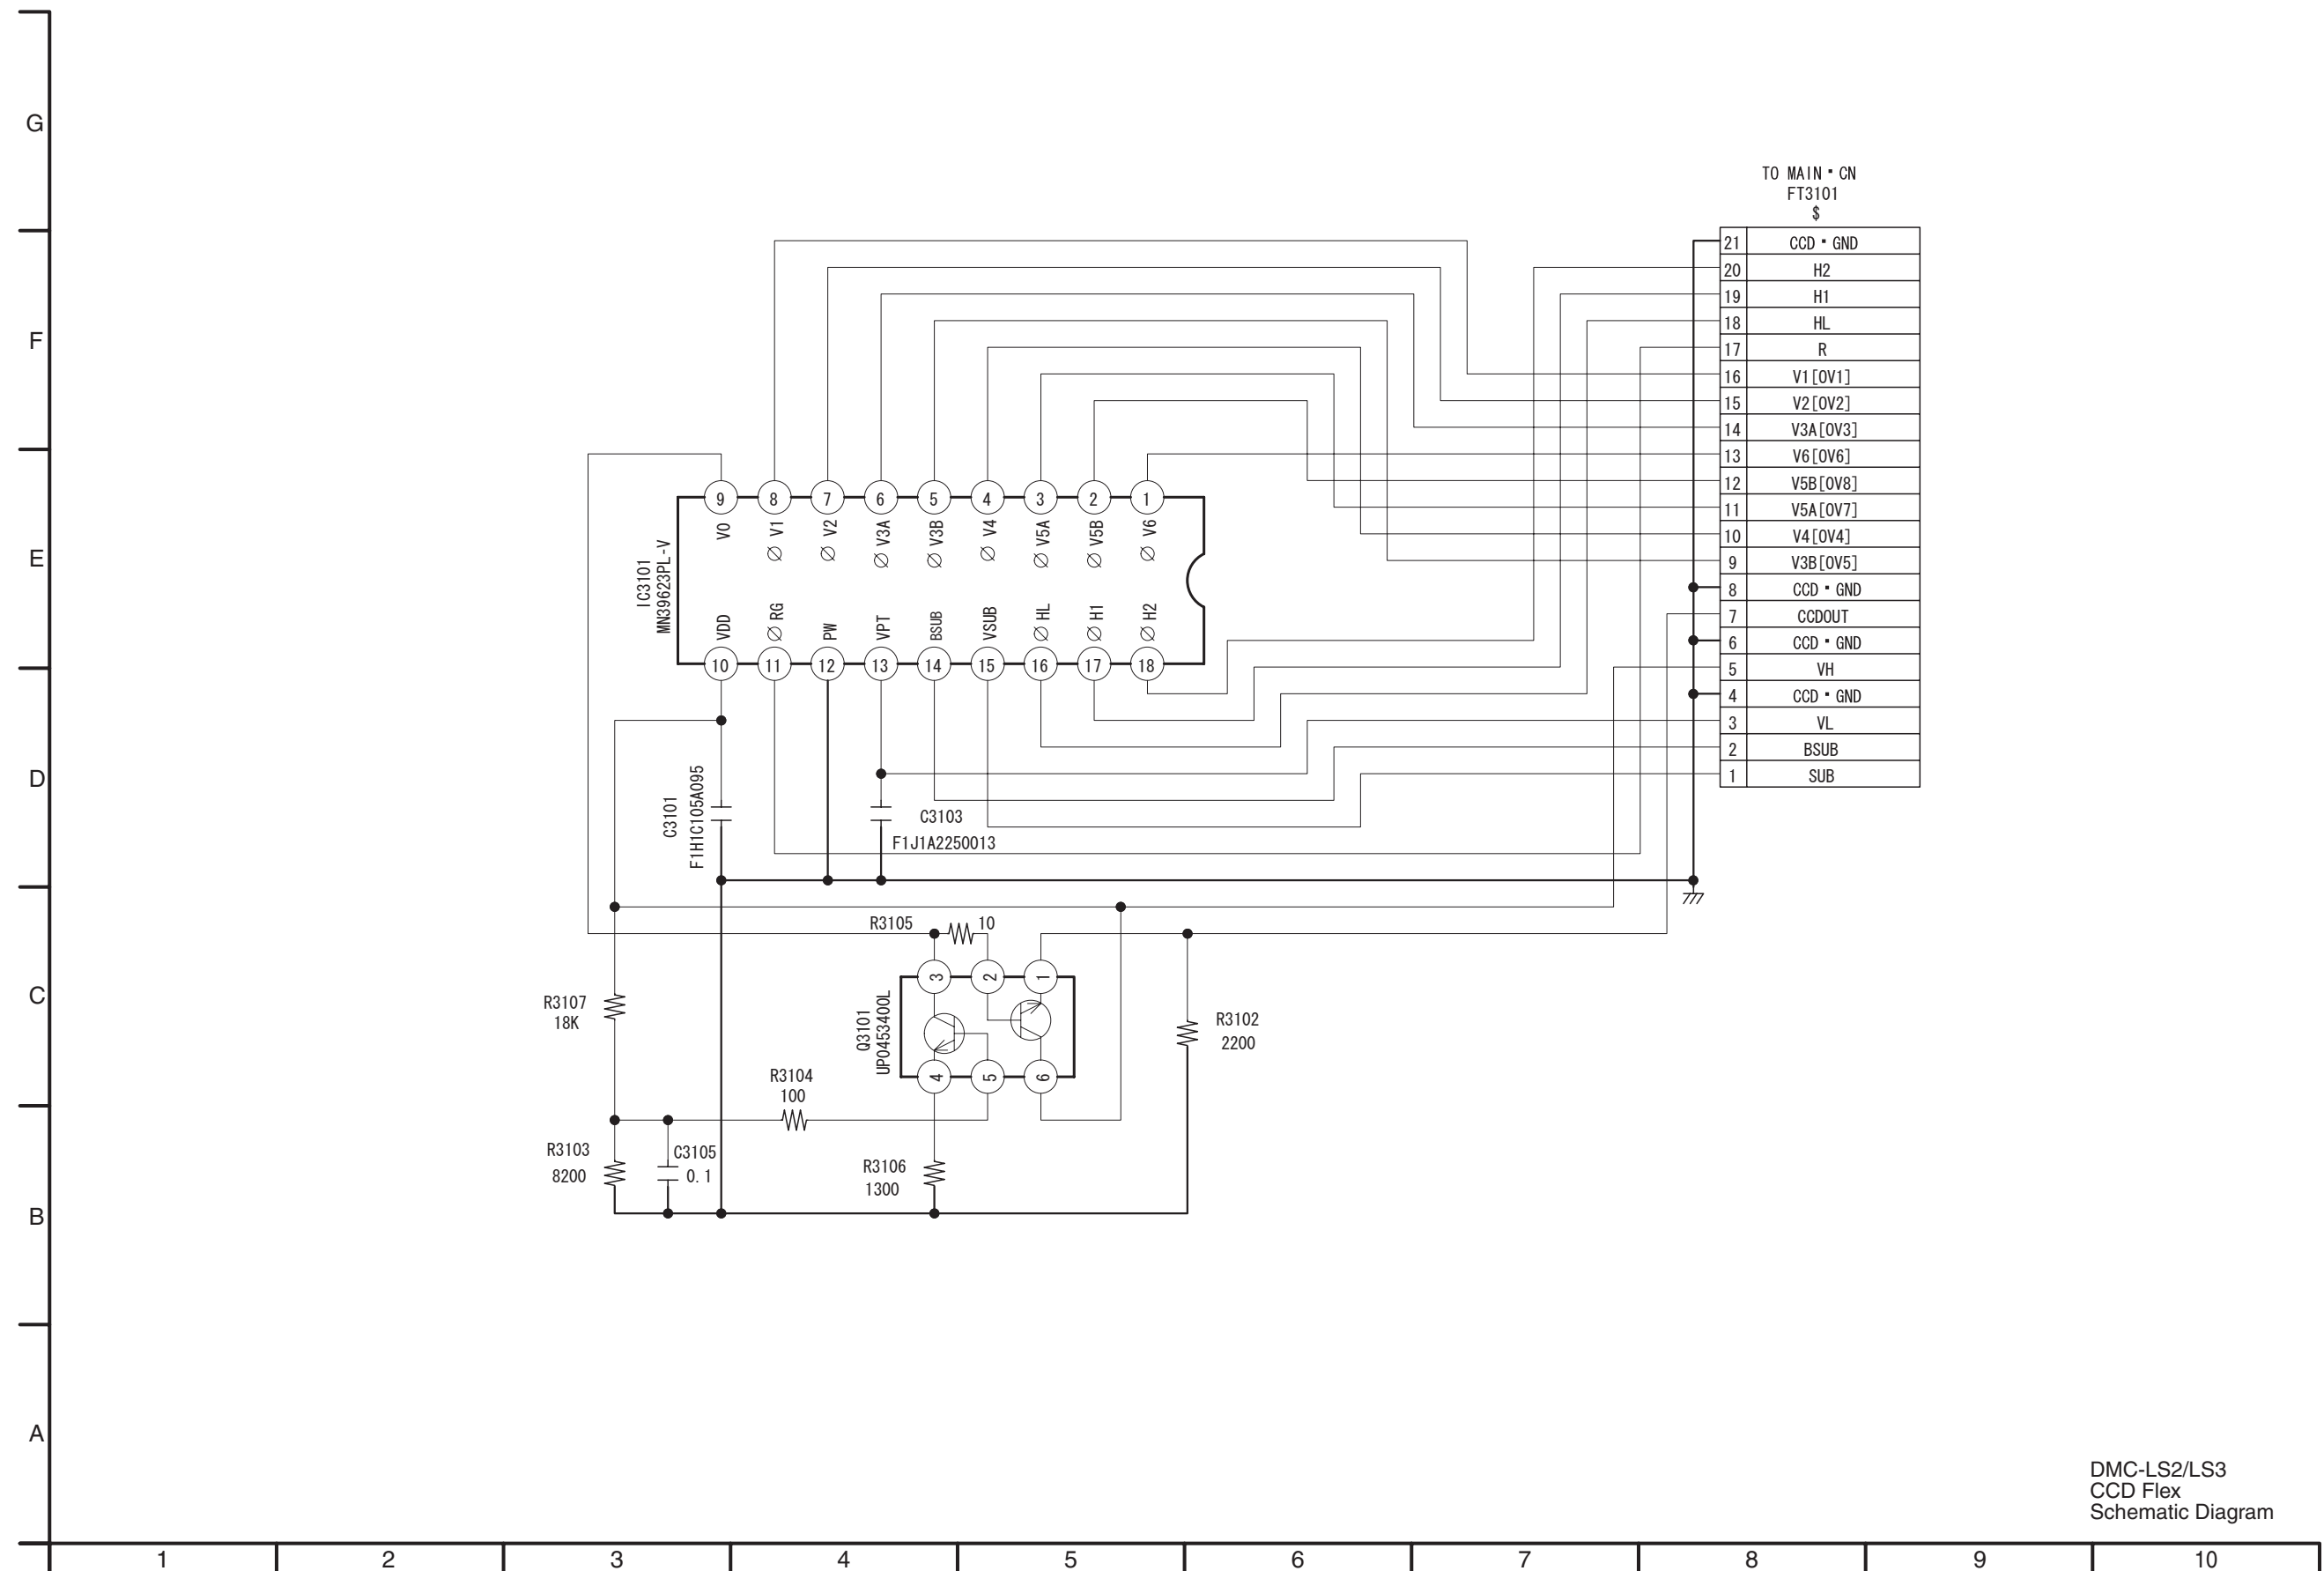 G
F
E
D
C
B
A
TO MAIN・CN
FT3101
$
21 CCD・GND
20 H2
19 H1
18 HL
17 R
16 V1[OV1]
15 V2[OV2]
14 V3A[OV3]
13 V6[OV6]
12 V5B[OV8]
11 V5A[OV7]
10 V4[OV4]
9 V3B[OV5]
8 CCD・GND
7 CCDOUT
6 CCD・GND
5 VH
4 CCD・GND
3 VL
2 BSUB
1 SUB
9 8 7 6 5 4 3 2 1
VO ∅V1 ∅V2 ∅V3A ∅V3B ∅V4 ∅V5A ∅V5B ∅V6
IC3101
MN39623PL-V
VDD ∅RG PW VPT BSUB VSUB ∅HL ∅H1 ∅H2
10 11 12 13 14 15 16 17 18
C3101
F1H1C105A095
C3103
F1J1A2250013
R3105 10
3 2 1
Q3101
UP0453400L
4 5 6
R3107
18K
R3102
2200
R3104
100
R3103
8200
C3105
0.1
R3106
1300
DMC-LS2/LS3
CCD Flex
Schematic Diagram
1 2 3 4 5 6 7 8 9 10